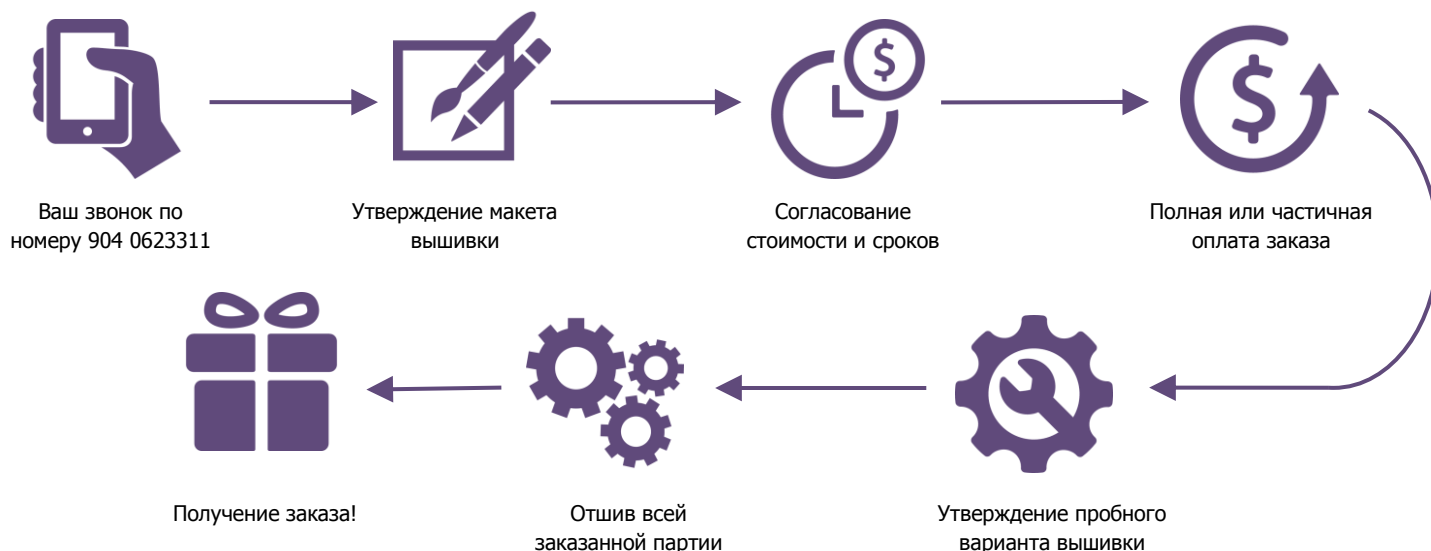 Ваш звонок по
номеру 904 0623311
Утверждение макета
вышивки
Согласование
стоимости и сроков
Полная или частичная
оплата заказа
Получение заказа!
Отшив всей
заказанной партии
Утверждение пробного
варианта вышивки